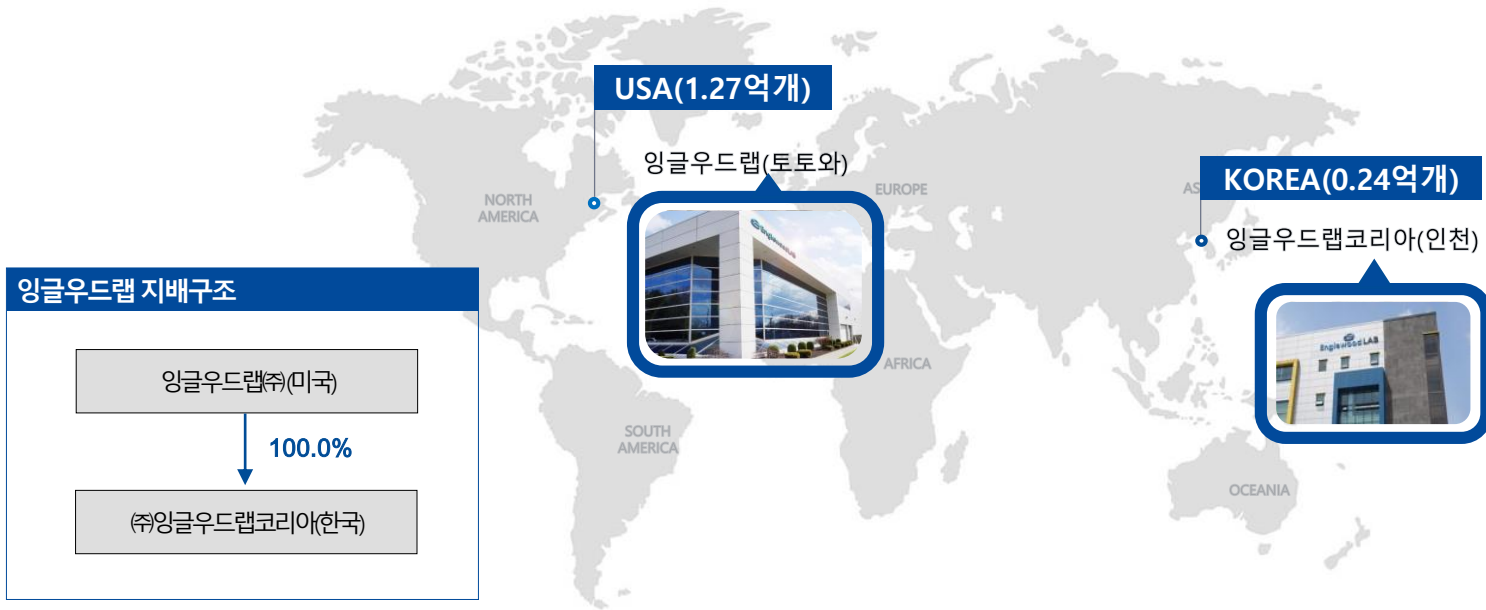 USA(1.27억개)
잉글우드랩(토토와)
KOREA(0.24억개)
잉글우드랩코리아(인천)
NORTH
AMERICA
EUROPE
AS
AFRICA
SOUTH
AMERICA
OCEANIA
Englewood LAB
잉글우드랩 지배구조
잉글우드랩㈜(미국)
100.0%
㈜잉글우드랩코리아(한국)